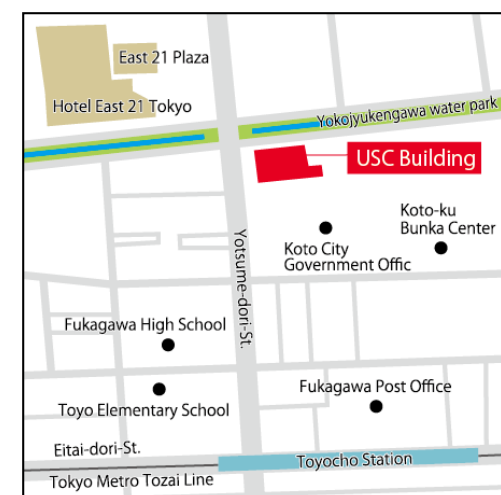 East 21 Plaza
Hotel East 21 Tokyo
Yokojyukengawa water park
USC Building
Koto-ku
Bunka Center
Koto City
Government Offic
Yotsume-dori-St.
Fukagawa High School
Fukagawa Post Office
Toyo Elementary School
Eitai-dori-St.
Toyocho Station
Tokyo Metro Tozai Line